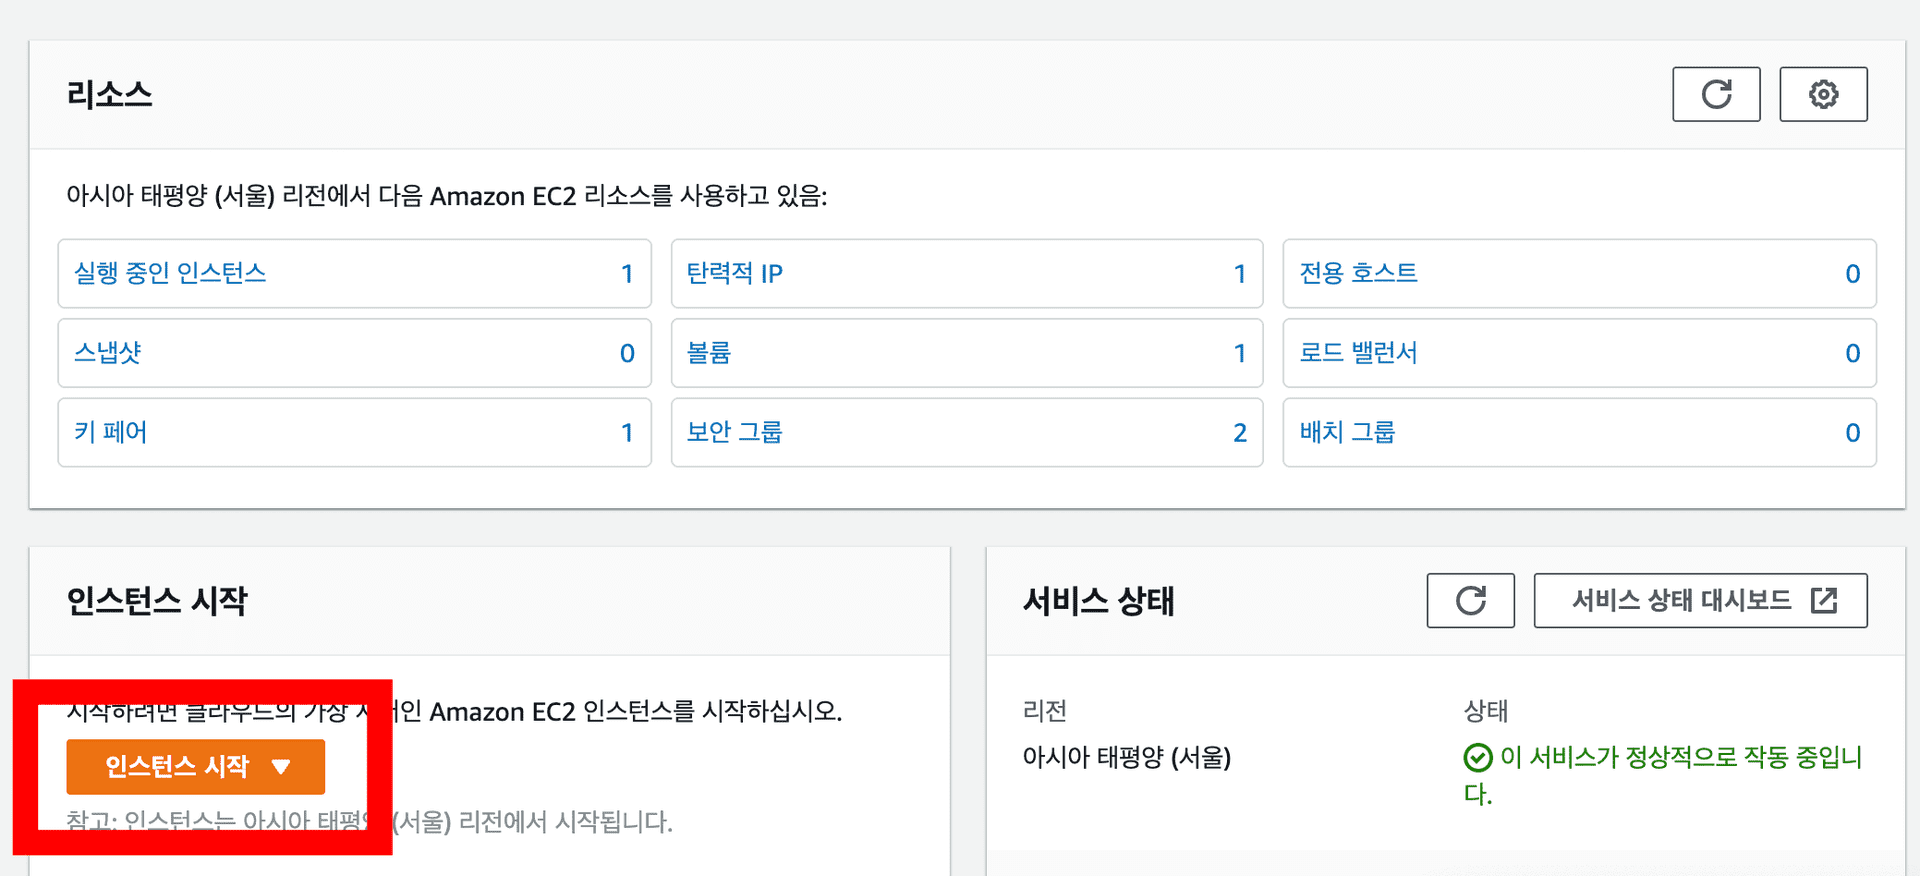 리소스
아시아 태평양 (서울) 리전에서 다음 Amazon EC2 리소스를 사용하고 있음:
실행 중인 인스턴스 1
탄력적 IP 1
전용 호스트 0
스냅샷 0
볼륨 1
로드 밸런서 0
키 페어 1
보안 그룹 2
배치 그룹 0
인스턴스 시작
시작하려면 클라우드의 가상 서버인 Amazon EC2 인스턴스를 시작하십시오.
인스턴스 시작
참고: 인스턴스는 아시아 태평양 (서울) 리전에서 시작됩니다.
서비스 상태
서비스 상태 대시보드
리전
아시아 태평양 (서울)
상태
이 서비스가 정상적으로 작동 중입니
다.